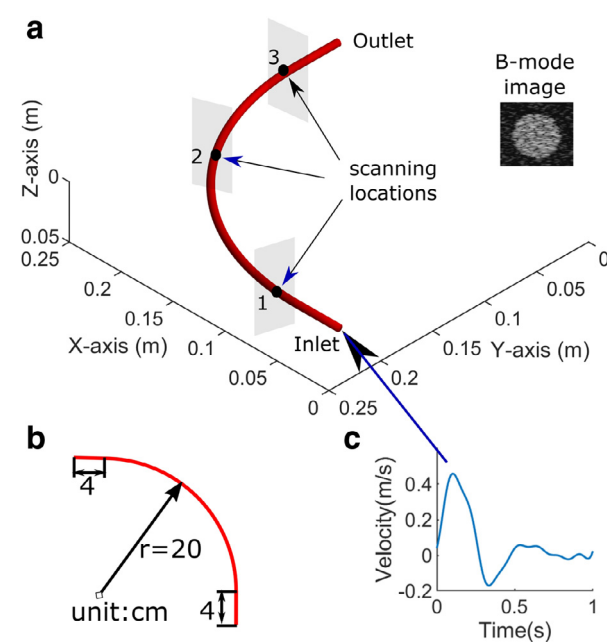 a
Outlet
B-mode
image
3
2
scanning
locations
1
Inlet
Z-axis (m)
0
0.05
0.25
0.2
0.15
0.1
0.05
0
X-axis (m)
0.25
0.2
0.15
0.1
0.05
0
Y-axis (m)
b
4
r=20
unit:cm
4
c
Velocity(m/s)
0.4
0.2
0
-0.2
0
0.5
1
Time(s)